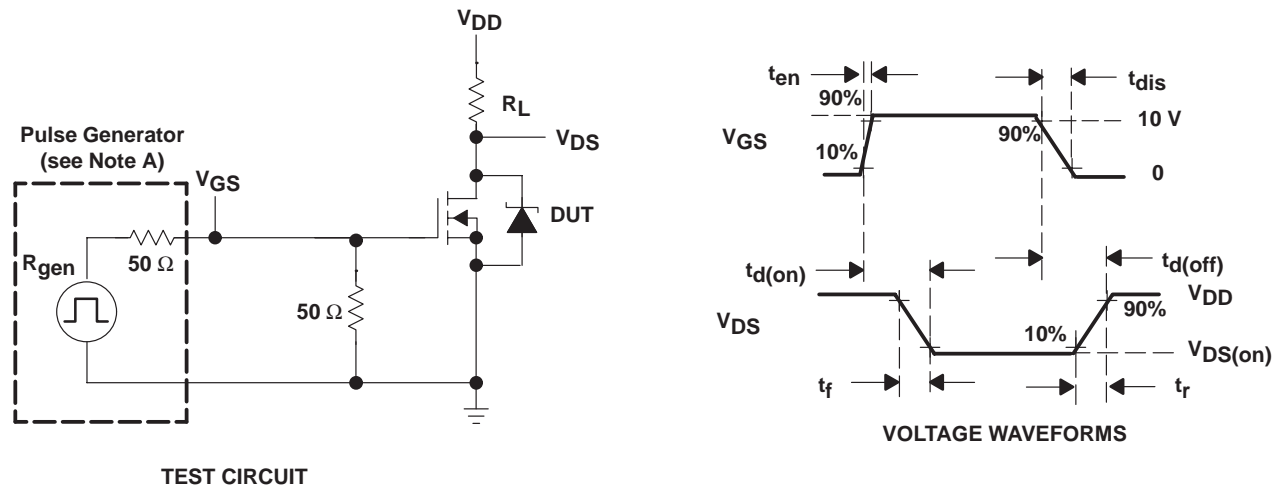 VDD
RL
VDS
Pulse Generator
(see Note A)
VGS
DUT
Rgen
50 Ω
50 Ω
TEST CIRCUIT
ten
tdis
90%
10 V
VGS
90%
10%
0
td(on)
td(off)
VDD
VDS
90%
10%
VDS(on)
tf
tr
VOLTAGE WAVEFORMS